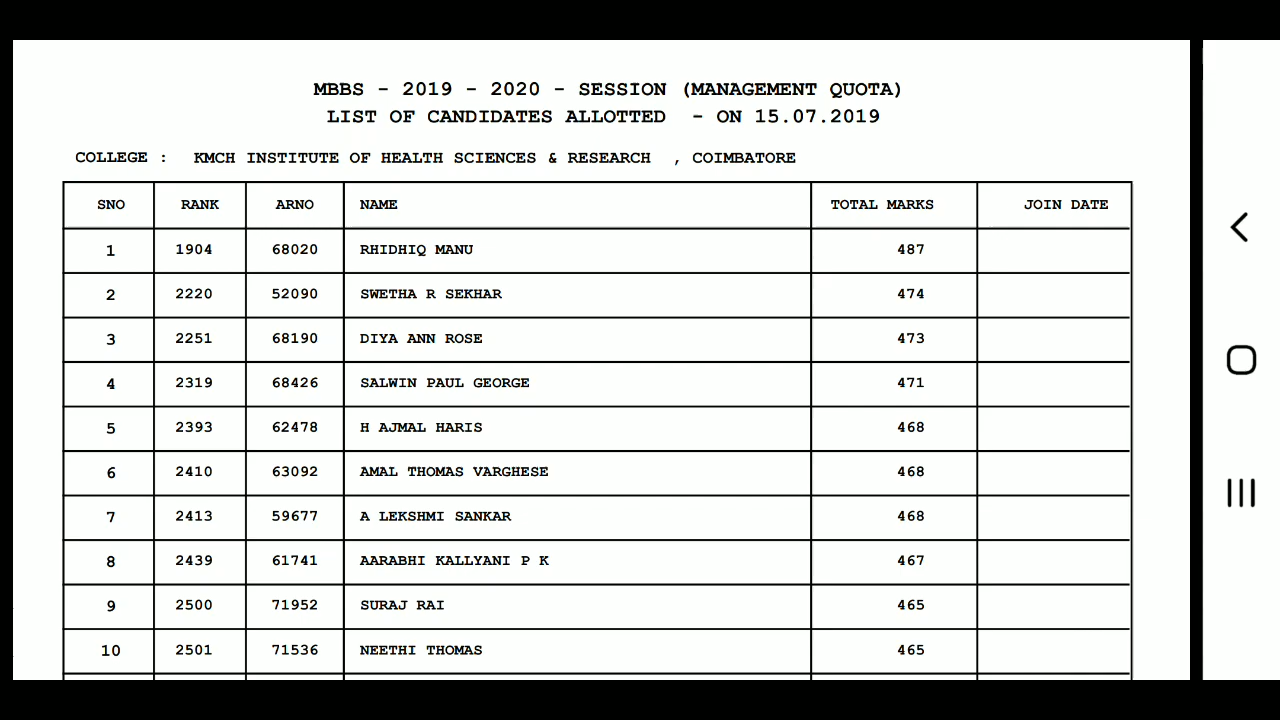 MBBS - 2019 - 2020 - SESSION (MANAGEMENT QUOTA)
LIST OF CANDIDATES ALLOTTED - ON 15.07.2019
COLLEGE : KMCH INSTITUTE OF HEALTH SCIENCES & RESEARCH , COIMBATORE
SNO RANK ARNO NAME TOTAL MARKS JOIN DATE
1 1904 68020 RHIDHIQ MANU 487
2 2220 52090 SWETHA R SEKHAR 474
3 2251 68190 DIYA ANN ROSE 473
4 2319 68426 SALWIN PAUL GEORGE 471
5 2393 62478 H AJMAL HARIS 468
6 2410 63092 AMAL THOMAS VARGHESE 468
7 2413 59677 A LEKSHMI SANKAR 468
8 2439 61741 AARABHI KALLYANI P K 467
9 2500 71952 SURAJ RAI 465
10 2501 71536 NEETHI THOMAS 465